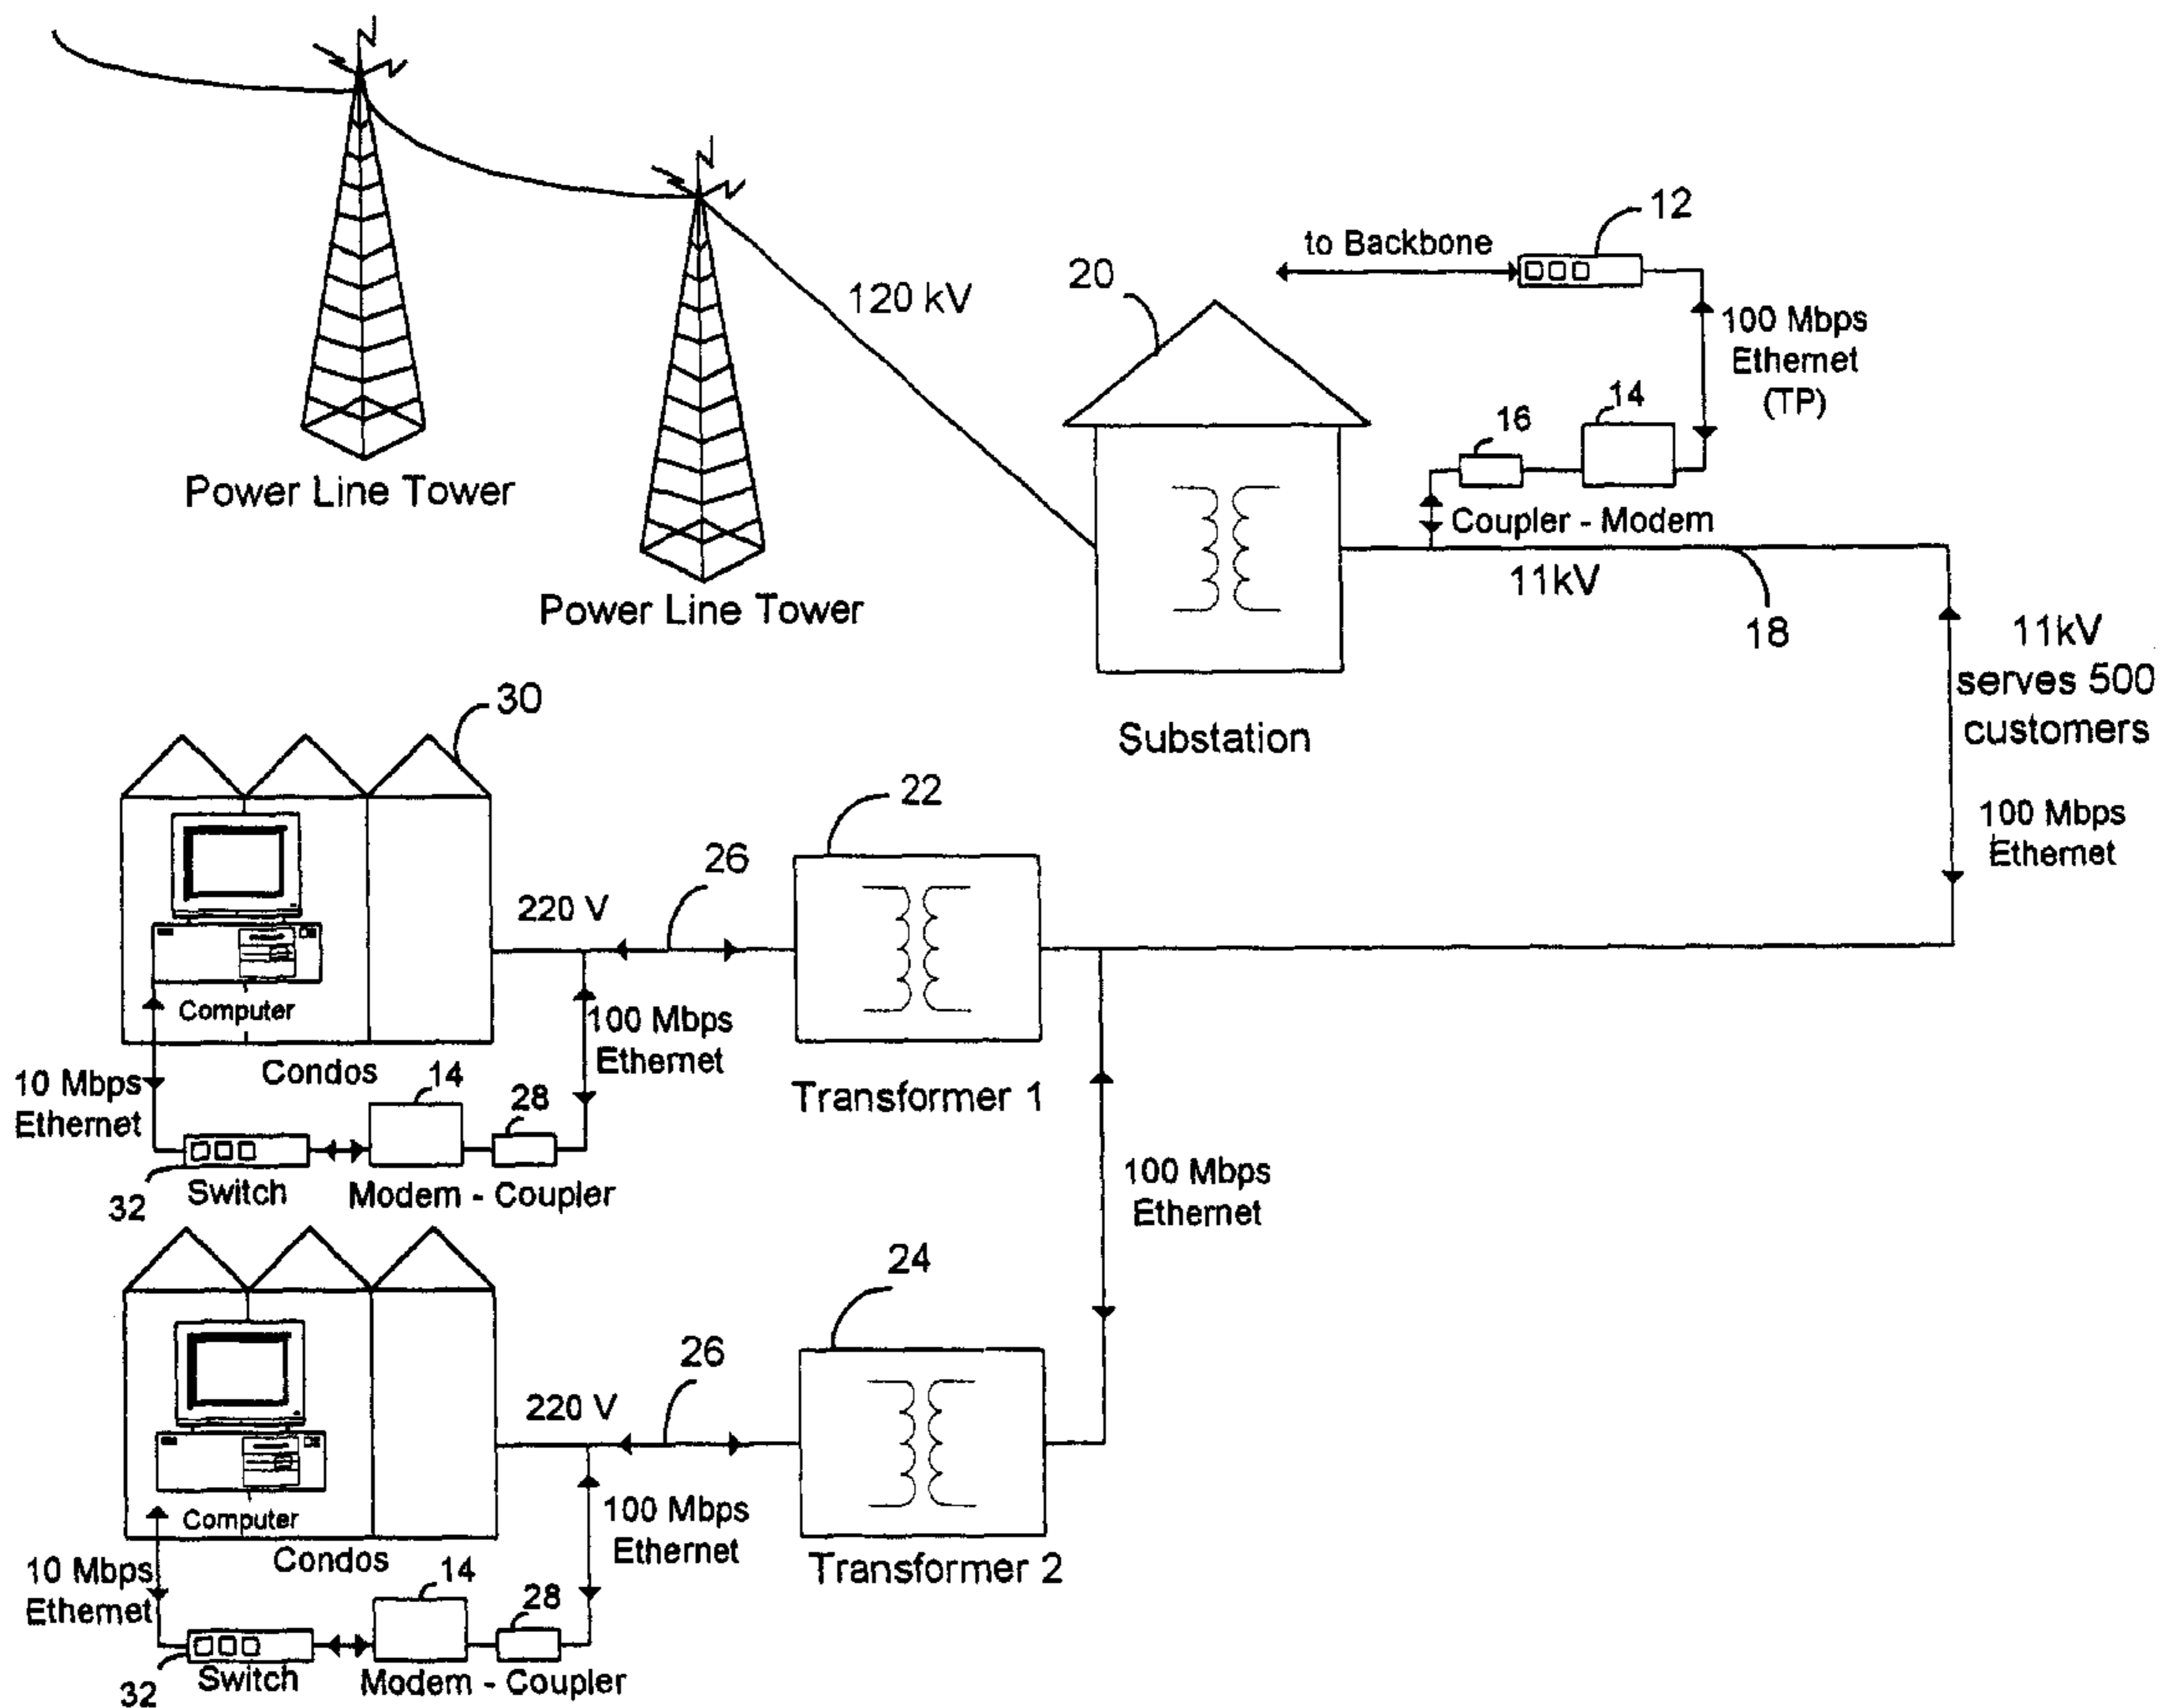 12
to Backbone
20
120 kV
100 Mbps
Ethernet
(TP)
14
16
Power Line Tower
Coupler - Modem
11kV
18
Power Line Tower
11kV
serves 500
customers
30
Substation
22
100 Mbps
Ethernet
26
220 V
Computer
100 Mbps
Ethernet
Condos
10 Mbps
Ethernet
14
28
Transformer 1
Switch
32
Modem - Coupler
100 Mbps
Ethernet
24
26
220 V
Computer
100 Mbps
Ethernet
Condos
10 Mbps
Ethernet
14
28
Transformer 2
Switch
32
Modem - Coupler